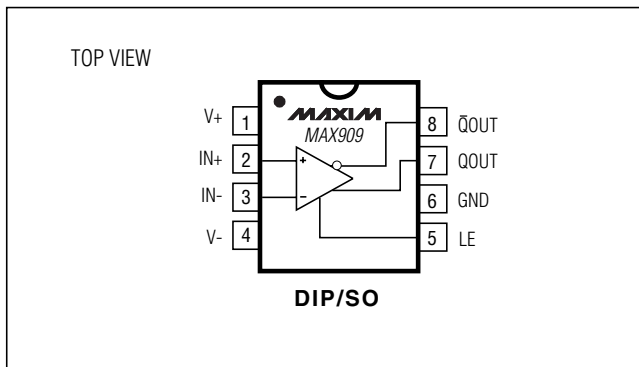 TOP VIEW
V+ 1
IN+ 2
IN- 3
V- 4
MAXIM
MAX909
+
−
8 Q̅OUT
7 QOUT
6 GND
5 LE
DIP/SO